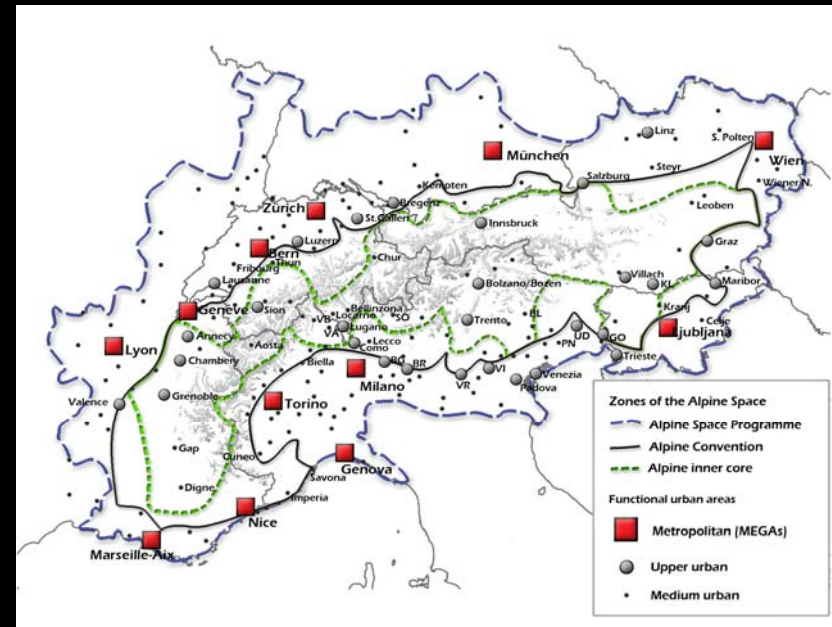 Linz
S. Polten
Wien
München
Steyr
Wiener N.
Salzburg
Kempten
Leoben
Bregenz
Zürich
St.Gallen
Innsbruck
Luzern
Graz
Bern
Thun
Chur
Fribourg
Villach
KL
Maribor
Lausanne
Bolzano/Bozen
Genève
Sion
Bellinzona
Locarno
VB
SO
Kranj
Celje
Lugano
VA
Trento
BL
Ljubljana
Annecy
Aosta
Lecco
Como
UD
PN
GO
Lyon
Chambery
Biella
BG
BR
VI
Trieste
Milano
VR
Venezia
Padova
Valence
Grenoble
Torino
Gap
Cuneo
Genova
Savona
Digne
Imperia
Nice
Marseille-Aix
Zones of the Alpine Space
Alpine Space Programme
Alpine Convention
Alpine inner core
Functional urban areas
Metropolitan (MEGAs)
Upper urban
Medium urban